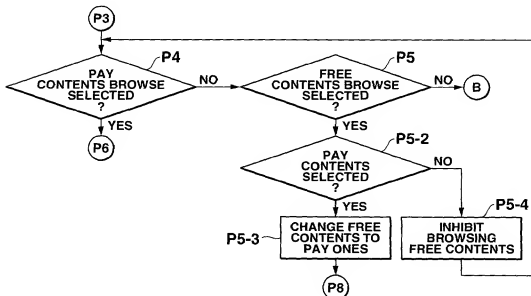 P3
P4
PAY
CONTENTS BROWSE
SELECTED
?
NO
YES
P6
P5
FREE
CONTENTS BROWSE
SELECTED
?
NO
B
YES
P5-2
PAY
CONTENTS
SELECTED
?
NO
YES
P5-3
CHANGE FREE
CONTENTS TO
PAY ONES
P5-4
INHIBIT
BROWSING
FREE CONTENTS
P8